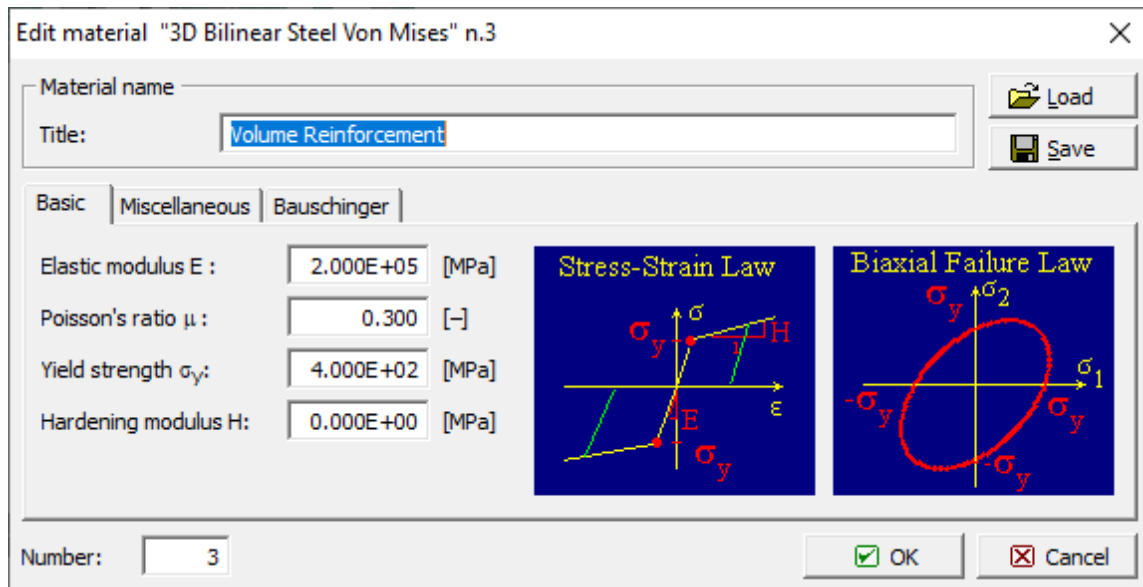 Edit material "3D Bilinear Steel Von Mises" n.3
Material name
Title: Volume Reinforcement
Load
Save
Basic Miscellaneous Bauschinger
Elastic modulus E : 2.000E+05 [MPa]
Poisson's ratio μ : 0.300 [–]
Yield strength σy: 4.000E+02 [MPa]
Hardening modulus H: 0.000E+00 [MPa]
Stress-Strain Law
σ
σy
H
1
ε
E
σy
Biaxial Failure Law
σy σ2
σ1
-σy σy
-σy
Number: 3
OK Cancel